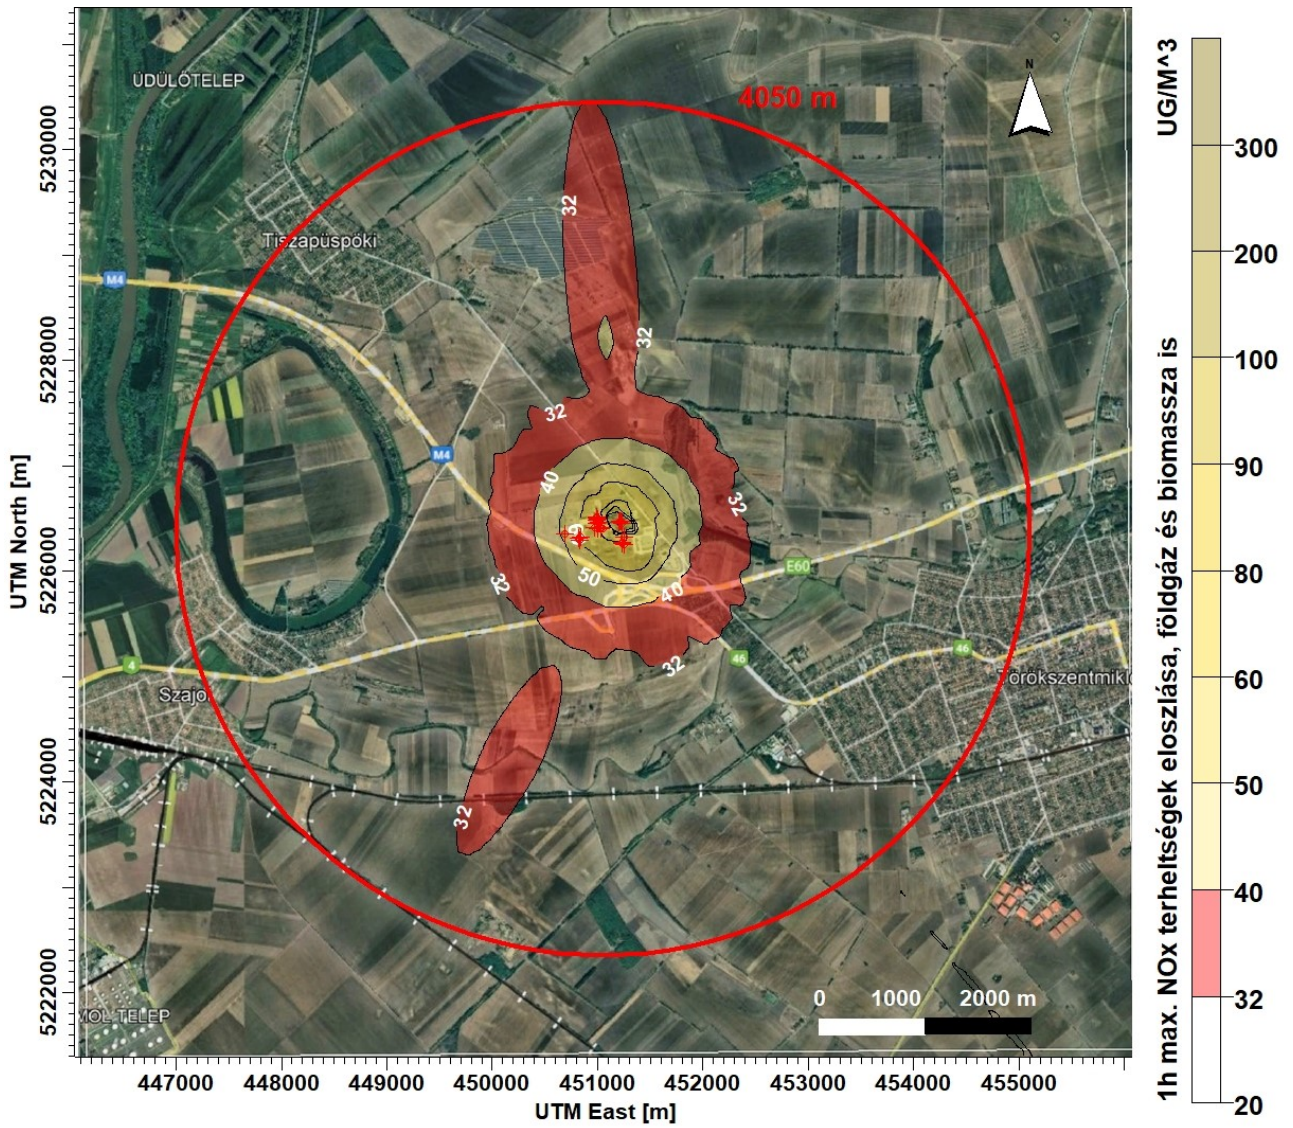 UG/M^3
1h max. NOx terheltségek eloszlása, földgáz és biomassza is
300
200
100
90
80
60
50
40
32
20
UTM North [m]
5230000
5228000
5226000
5224000
5222000
ÜDÜLŐTELEP
4050 m
N
Tiszapüspöki
M4
M4
32
32
32
40
32
50
40
32
32
32
E60
46
46
4
Szajol
örökszentmikl
MOL TELEP
0 1000 2000 m
447000 448000 449000 450000 451000 452000 453000 454000 455000
UTM East [m]